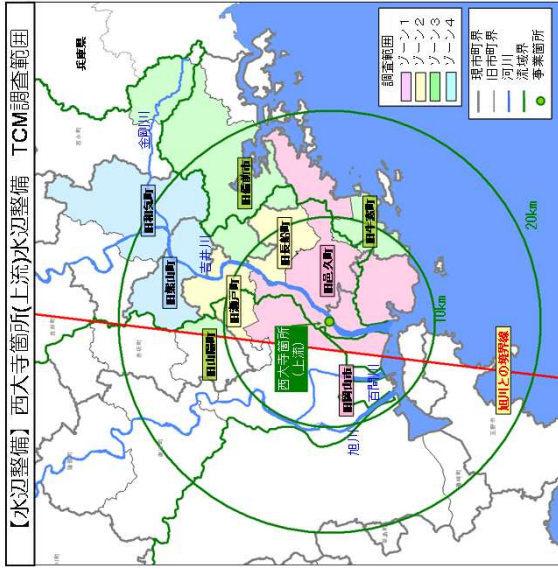 【水辺整備】 西大寺箇所(上流)水辺整備 TCM調査範囲
兵庫県
調査範囲
ゾーン1
ゾーン2
ゾーン3
ゾーン4
現市町界
旧市町界
河川
流域界
事業箇所
金剛川
旧和気町
旧備前市
旧熊山町
吉井川
旧長船町
旧牛窓町
旧瀬戸町
旧邑久町
旧山陽町
西大寺箇所
(上流)
旧岡山市
百間川
旭川
10km
20km
旭川との境界線